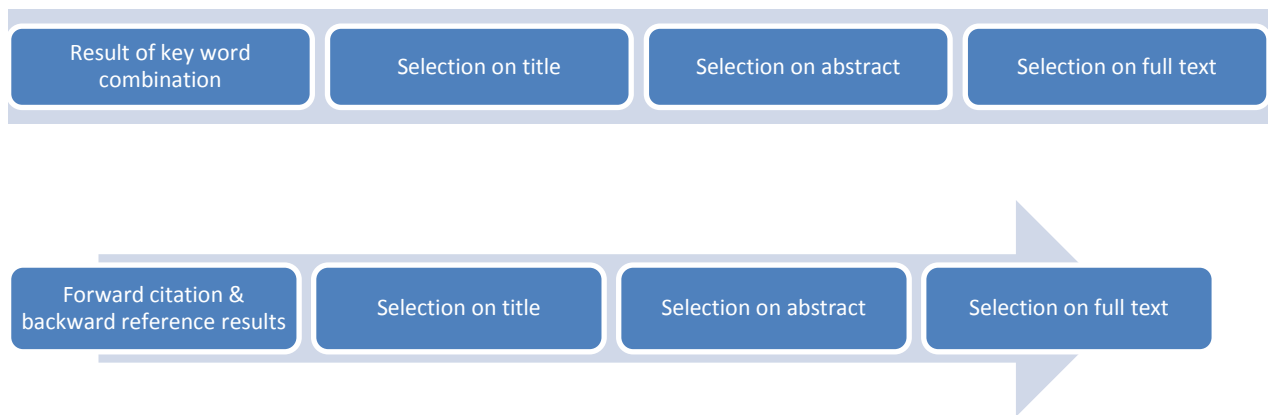 Result of key word
combination
Selection on title
Selection on abstract
Selection on full text
Forward citation &
backward reference results
Selection on title
Selection on abstract
Selection on full text